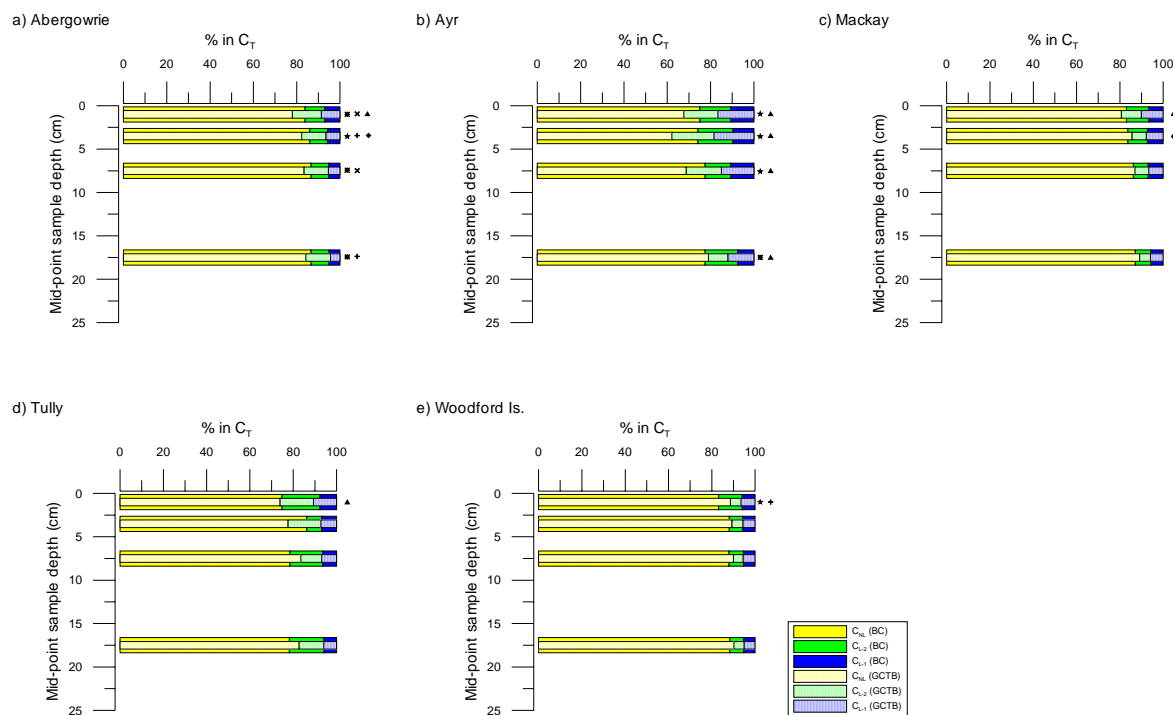 a) Abergowrie
% in C_T
0 20 40 60 80 100
Mid-point sample depth (cm)
0
5
10
15
20
25
b) Ayr
% in C_T
0 20 40 60 80 100
Mid-point sample depth (cm)
0
5
10
15
20
25
c) Mackay
% in C_T
0 20 40 60 80 100
Mid-point sample depth (cm)
0
5
10
15
20
25
d) Tully
% in C_T
0 20 40 60 80 100
Mid-point sample depth (cm)
0
5
10
15
20
25
e) Woodford Is.
% in C_T
0 20 40 60 80 100
Mid-point sample depth (cm)
0
5
10
15
20
25
C_NL (BC)
C_L-2 (BC)
C_L-1 (BC)
C_NL (GCTB)
C_L-2 (GCTB)
C_L-1 (GCTB)